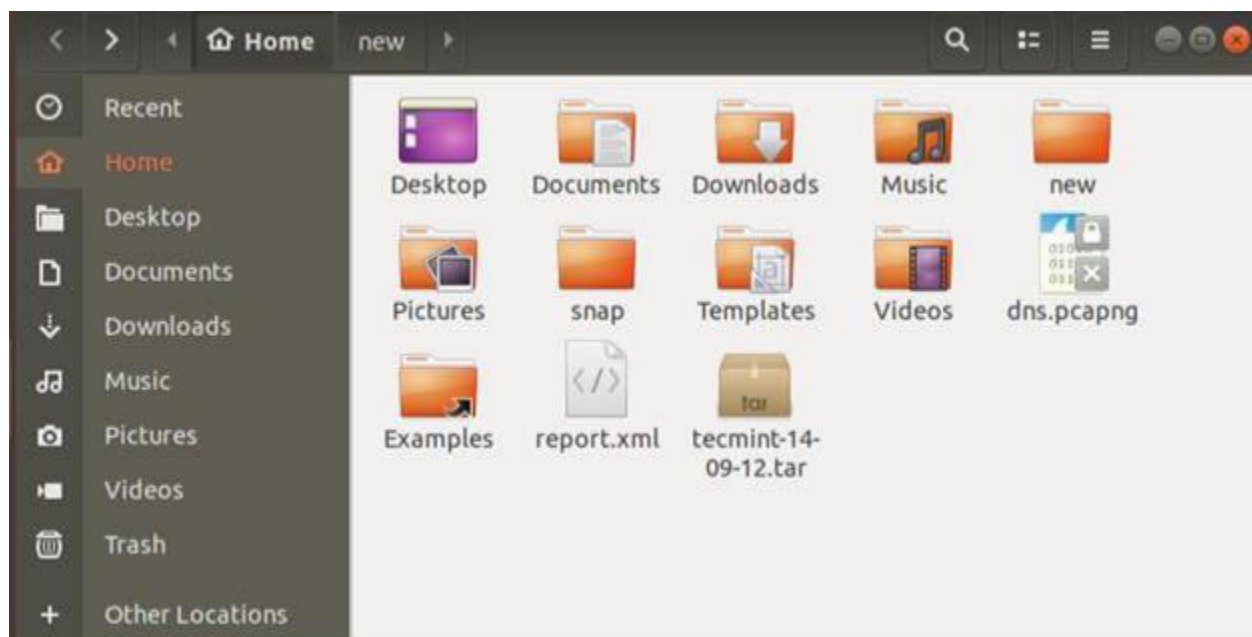 Home new
Recent
Home
Desktop
Documents
Downloads
Music
Pictures
Videos
Trash
Other Locations
Desktop Documents Downloads Music new
Pictures snap Templates Videos dns.pcapng
Examples report.xml tecmint-14-
09-12.tar
tar